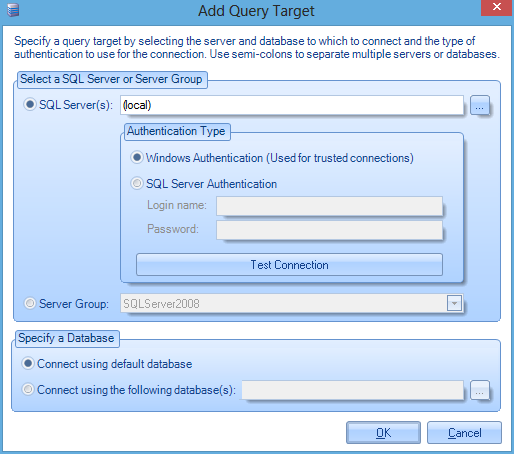 Add Query Target
Specify a query target by selecting the server and database to which to connect and the type of
authentication to use for the connection. Use semi-colons to separate multiple servers or databases.
Select a SQL Server or Server Group
SQL Server(s): (local) ...
Authentication Type
Windows Authentication (Used for trusted connections)
SQL Server Authentication
Login name:
Password:
Test Connection
Server Group: SQLServer2008
Specify a Database
Connect using default database
Connect using the following database(s): ...
OK Cancel